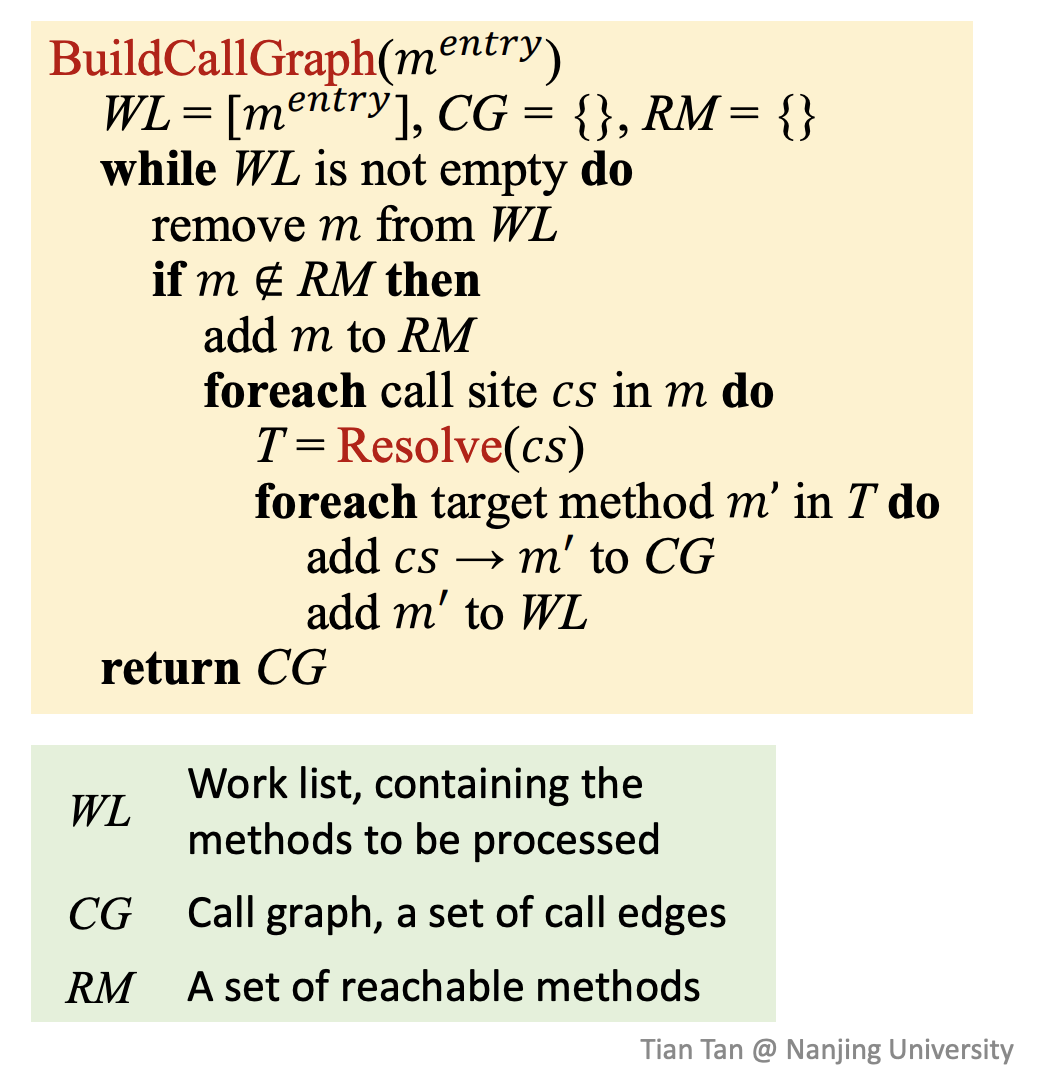 BuildCallGraph(m^entry)
WL = [m^entry], CG = {}, RM = {}
while WL is not empty do
remove m from WL
if m ∉ RM then
add m to RM
foreach call site cs in m do
T = Resolve(cs)
foreach target method m’ in T do
add cs → m′ to CG
add m′ to WL
return CG
WL Work list, containing the
methods to be processed
CG Call graph, a set of call edges
RM A set of reachable methods
Tian Tan @ Nanjing University